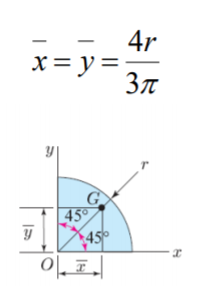 x̅ = y̅ = 4r/3π
y
r
G
45°
y̅
45°
x
O
x̅